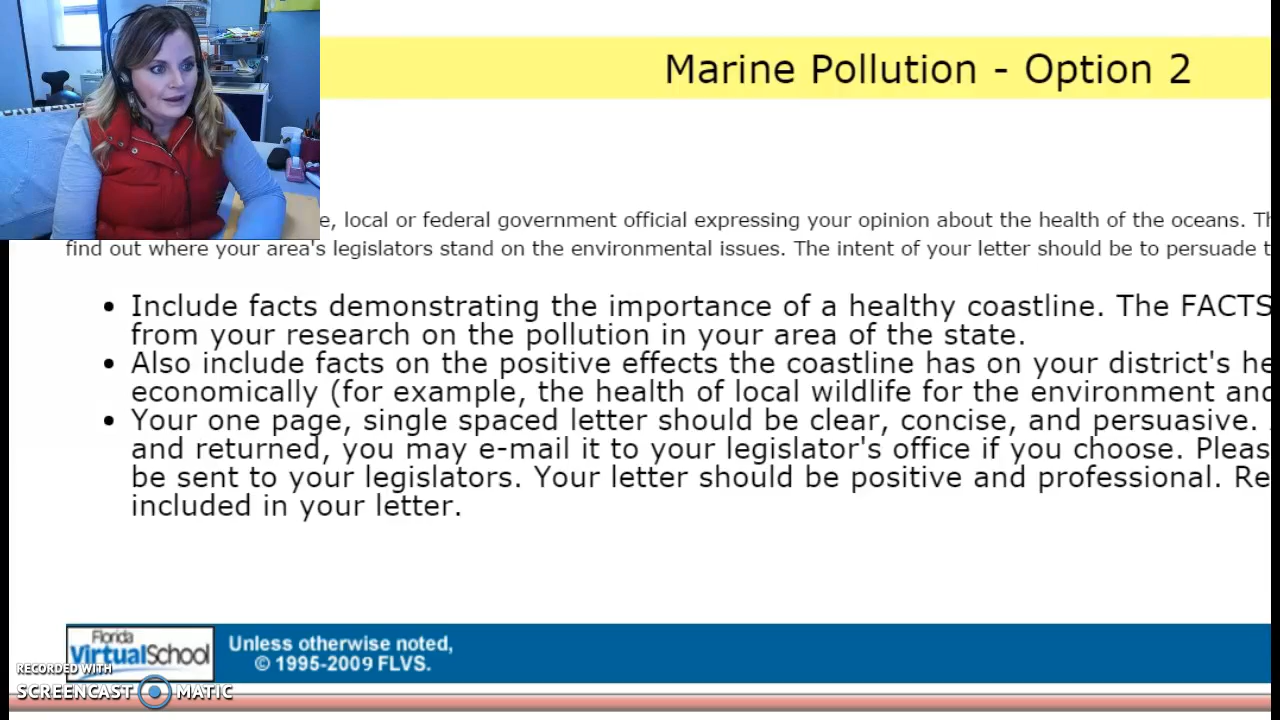 Marine Pollution - Option 2
e, local or federal government official expressing your opinion about the health of the oceans.
find out where your area's legislators stand on the environmental issues. The intent of your letter should be to persuade
• Include facts demonstrating the importance of a healthy coastline. The FACTS
from your research on the pollution in your area of the state.
• Also include facts on the positive effects the coastline has on your district's
economically (for example, the health of local wildlife for the environment and
• Your one page, single spaced letter should be clear, concise, and persuasive.
and returned, you may e-mail it to your legislator's office if you choose.
be sent to your legislators. Your letter should be positive and professional.
included in your letter.
Florida
VirtualSchool
Unless otherwise noted,
© 1995-2009 FLVS.
RECORDED WITH
SCREENCAST MATIC